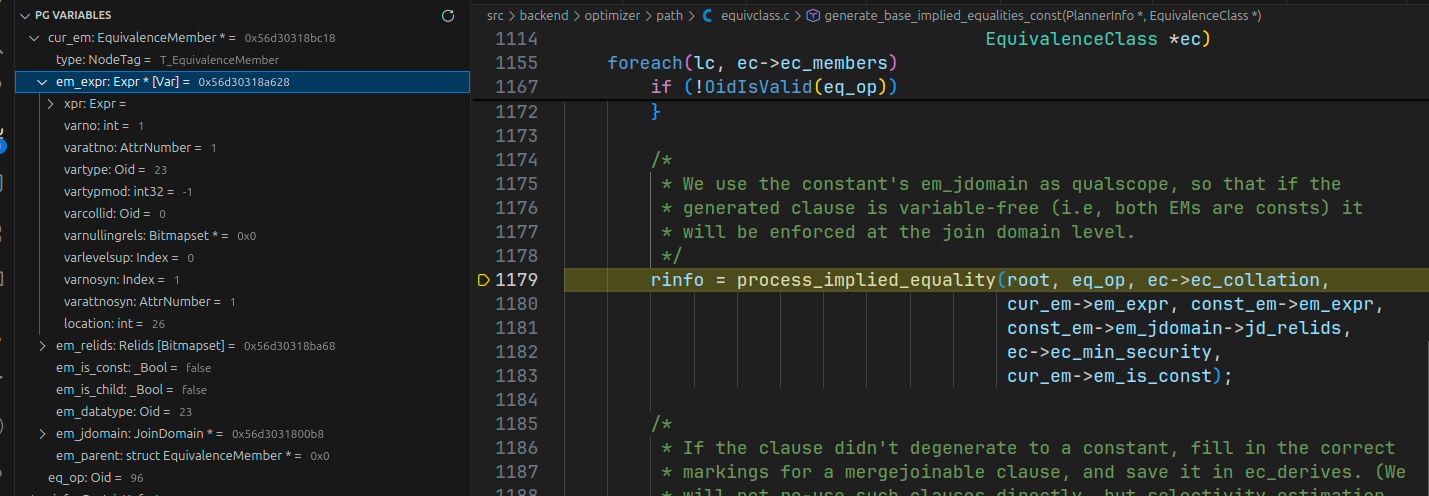 PG VARIABLES
cur_em: EquivalenceMember * = 0x56d30318bc18
type: NodeTag = T_EquivalenceMember
em_expr: Expr * [Var] = 0x56d30318a628
xpr: Expr =
varno: int = 1
varattno: AttrNumber = 1
vartype: Oid = 23
vartypmod: int32 = -1
varcollid: Oid = 0
varnullingrels: Bitmapset * = 0x0
varlevelsup: Index = 0
varnosyn: Index = 1
varattnosyn: AttrNumber = 1
location: int = 26
em_relids: Relids [Bitmapset] = 0x56d30318ba68
em_is_const: _Bool = false
em_is_child: _Bool = false
em_datatype: Oid = 23
em_jdomain: JoinDomain * = 0x56d3031800b8
em_parent: struct EquivalenceMember * = 0x0
eq_op: Oid = 96
src > backend > optimizer > path > equivclass.c > generate_base_implied_equalities_const(PlannerInfo *, EquivalenceClass *)
1114 EquivalenceClass *ec)
1155 foreach(lc, ec->ec_members)
1167 if (!OidIsValid(eq_op))
1172 }
1173
1174 /*
1175 * We use the constant's em_jdomain as qualscope, so that if the
1176 * generated clause is variable-free (i.e, both EMs are consts) it
1177 * will be enforced at the join domain level.
1178 */
1179 rinfo = process_implied_equality(root, eq_op, ec->ec_collation,
1180 cur_em->em_expr, const_em->em_expr,
1181 const_em->em_jdomain->jd_relids,
1182 ec->ec_min_security,
1183 cur_em->em_is_const);
1184
1185 /*
1186 * If the clause didn't degenerate to a constant, fill in the correct
1187 * markings for a mergejoinable clause, and save it in ec_derives. (We